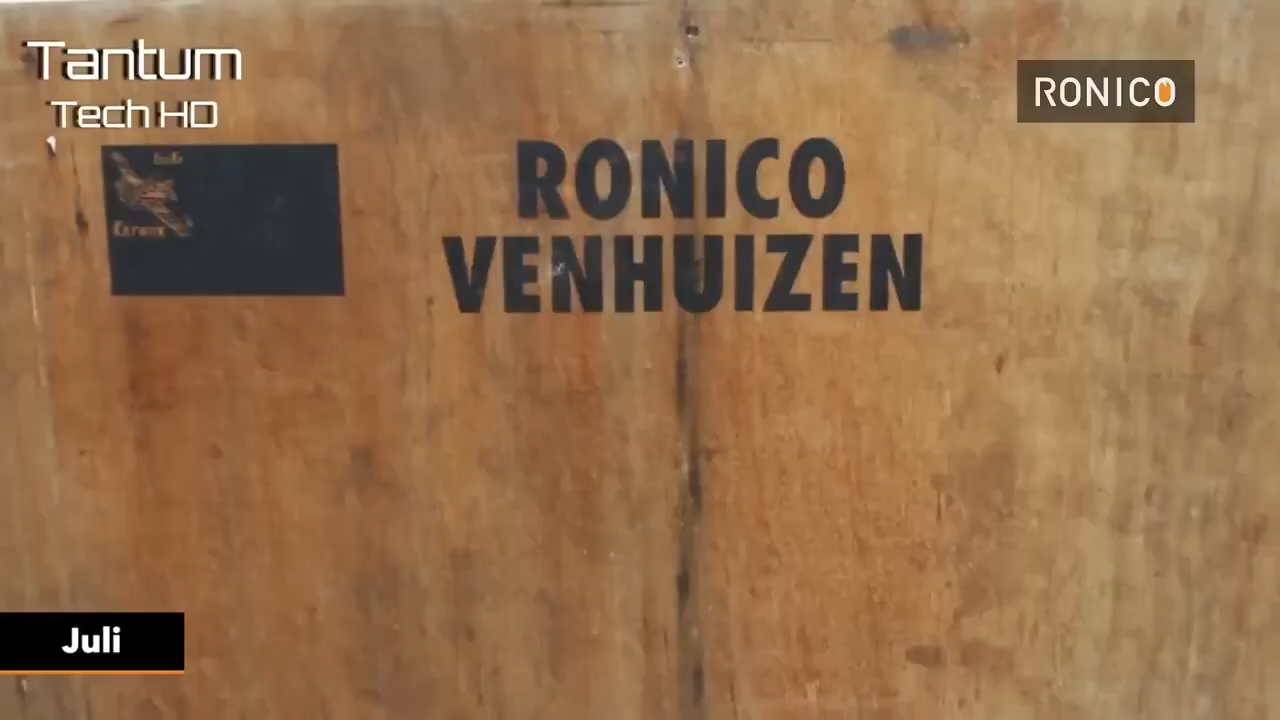 Tantum
Tech HD
RONICO
RONICO
VENHUIZEN
Juli